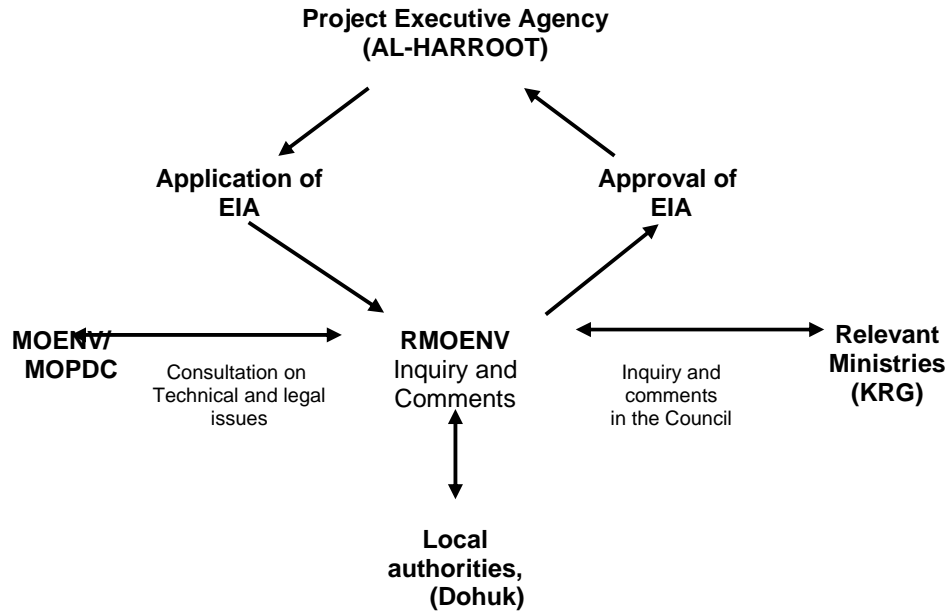 Project Executive Agency
(AL-HARROOT)
Application of
EIA
Approval of
EIA
MOENV/
MOPDC
Consultation on
Technical and legal
issues
RMOENV
Inquiry and
Comments
Inquiry and
comments
in the Council
Relevant
Ministries
(KRG)
Local
authorities,
(Dohuk)